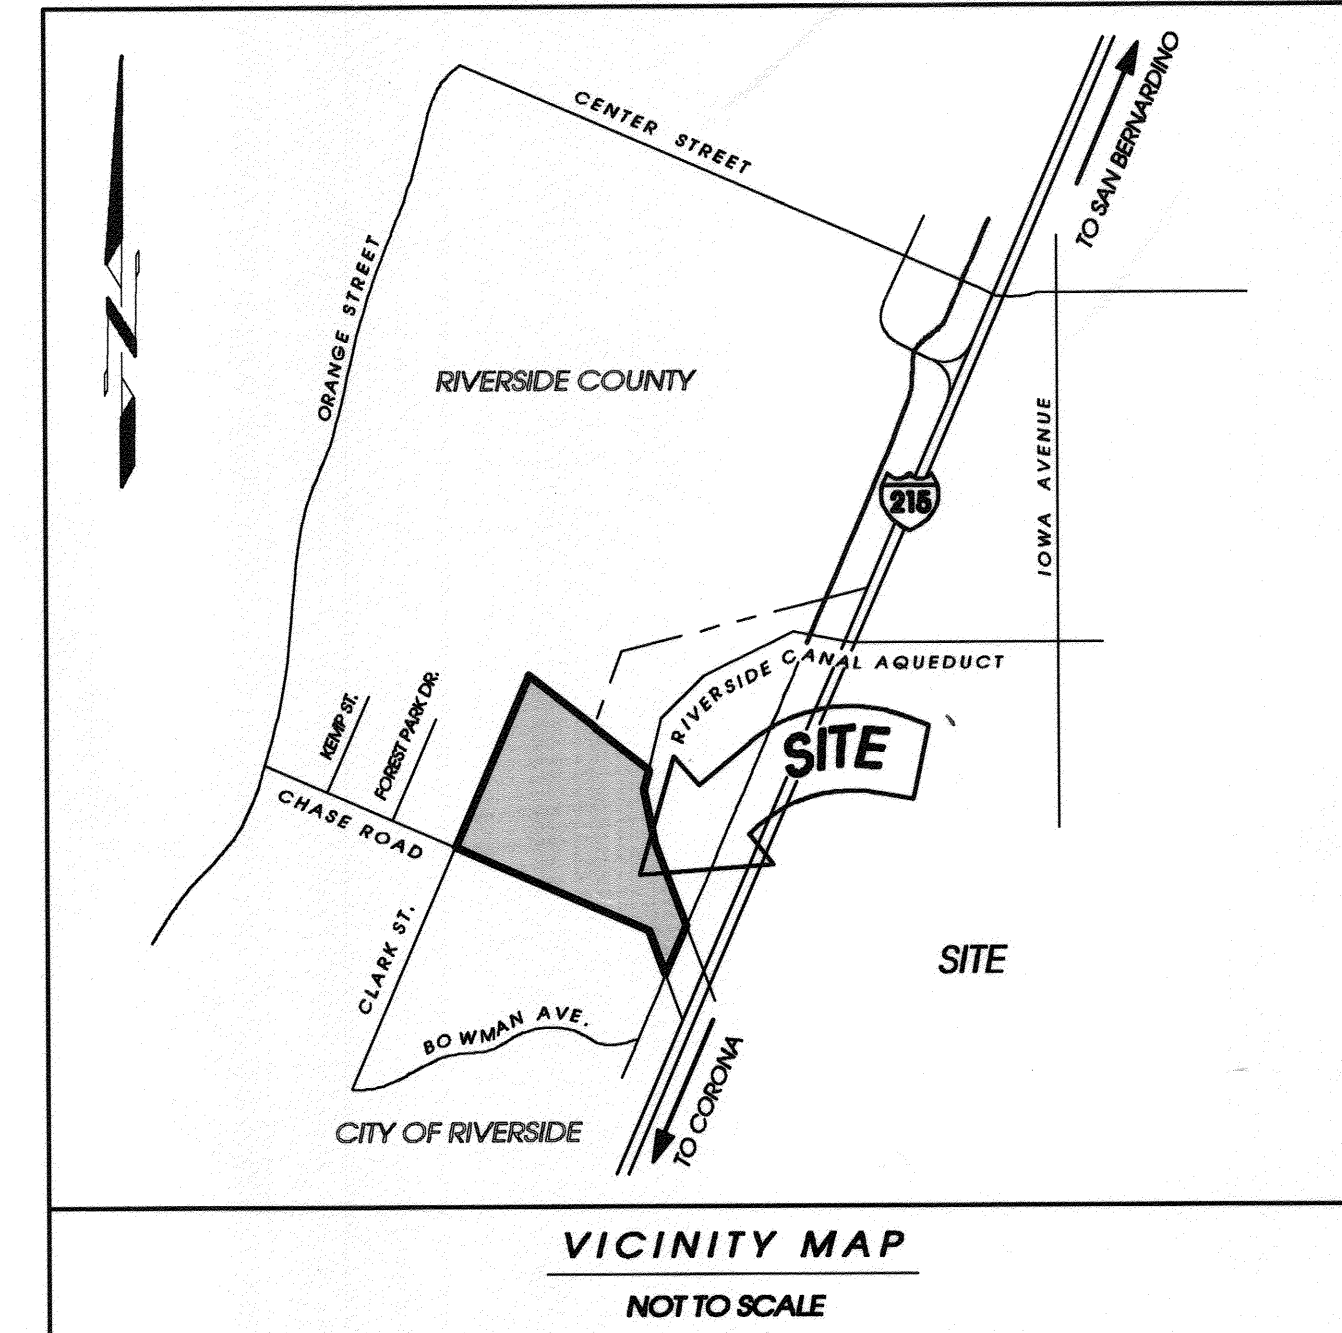 CENTER STREET
TO SAN BERNARDINO
N
ORANGE STREET
RIVERSIDE COUNTY
IOWA AVENUE
215
RIVERSIDE CANAL AQUEDUCT
KEMP ST.
FOREST PARK DR.
SITE
CHASE ROAD
CLARK ST.
SITE
BOWMAN AVE.
TO CORONA
CITY OF RIVERSIDE
VICINITY MAP
NOT TO SCALE